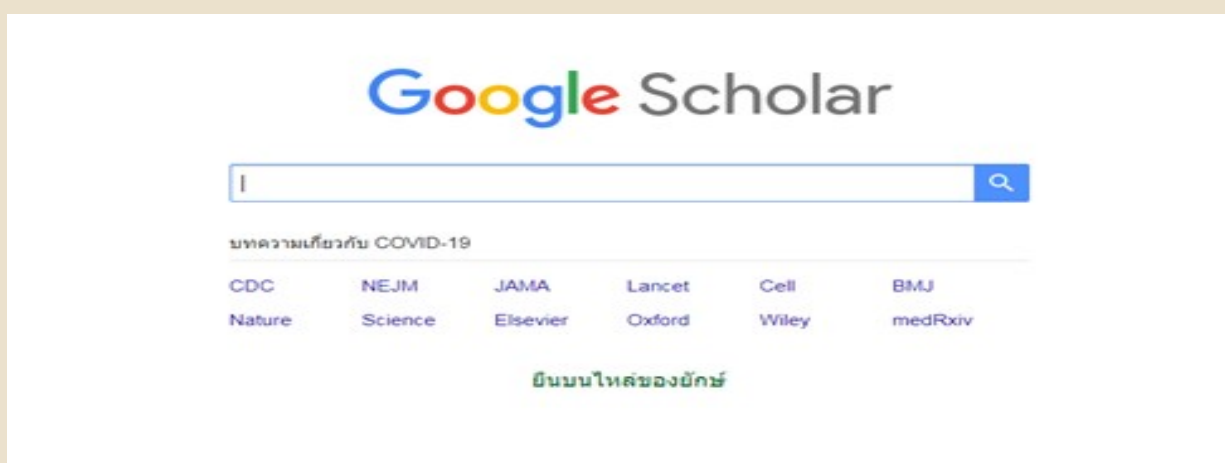 Google Scholar
บทความเกี่ยวกับ COVID-19
CDC NEJM JAMA Lancet Cell BMJ
Nature Science Elsevier Oxford Wiley medRxiv
ยืนบนไหล่ของยักษ์